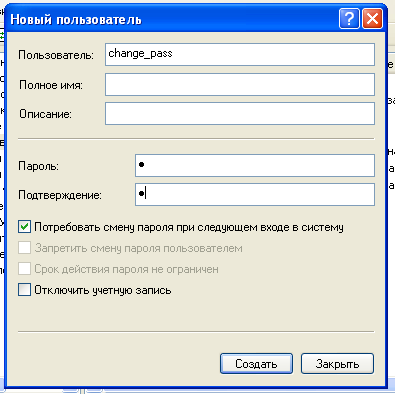 Новый пользователь
Пользователь: change_pass
Полное имя:
Описание:
Пароль: ●
Подтверждение: ●
Потребовать смену пароля при следующем входе в систему
Запретить смену пароля пользователем
Срок действия пароля не ограничен
Отключить учетную запись
Создать Закрыть